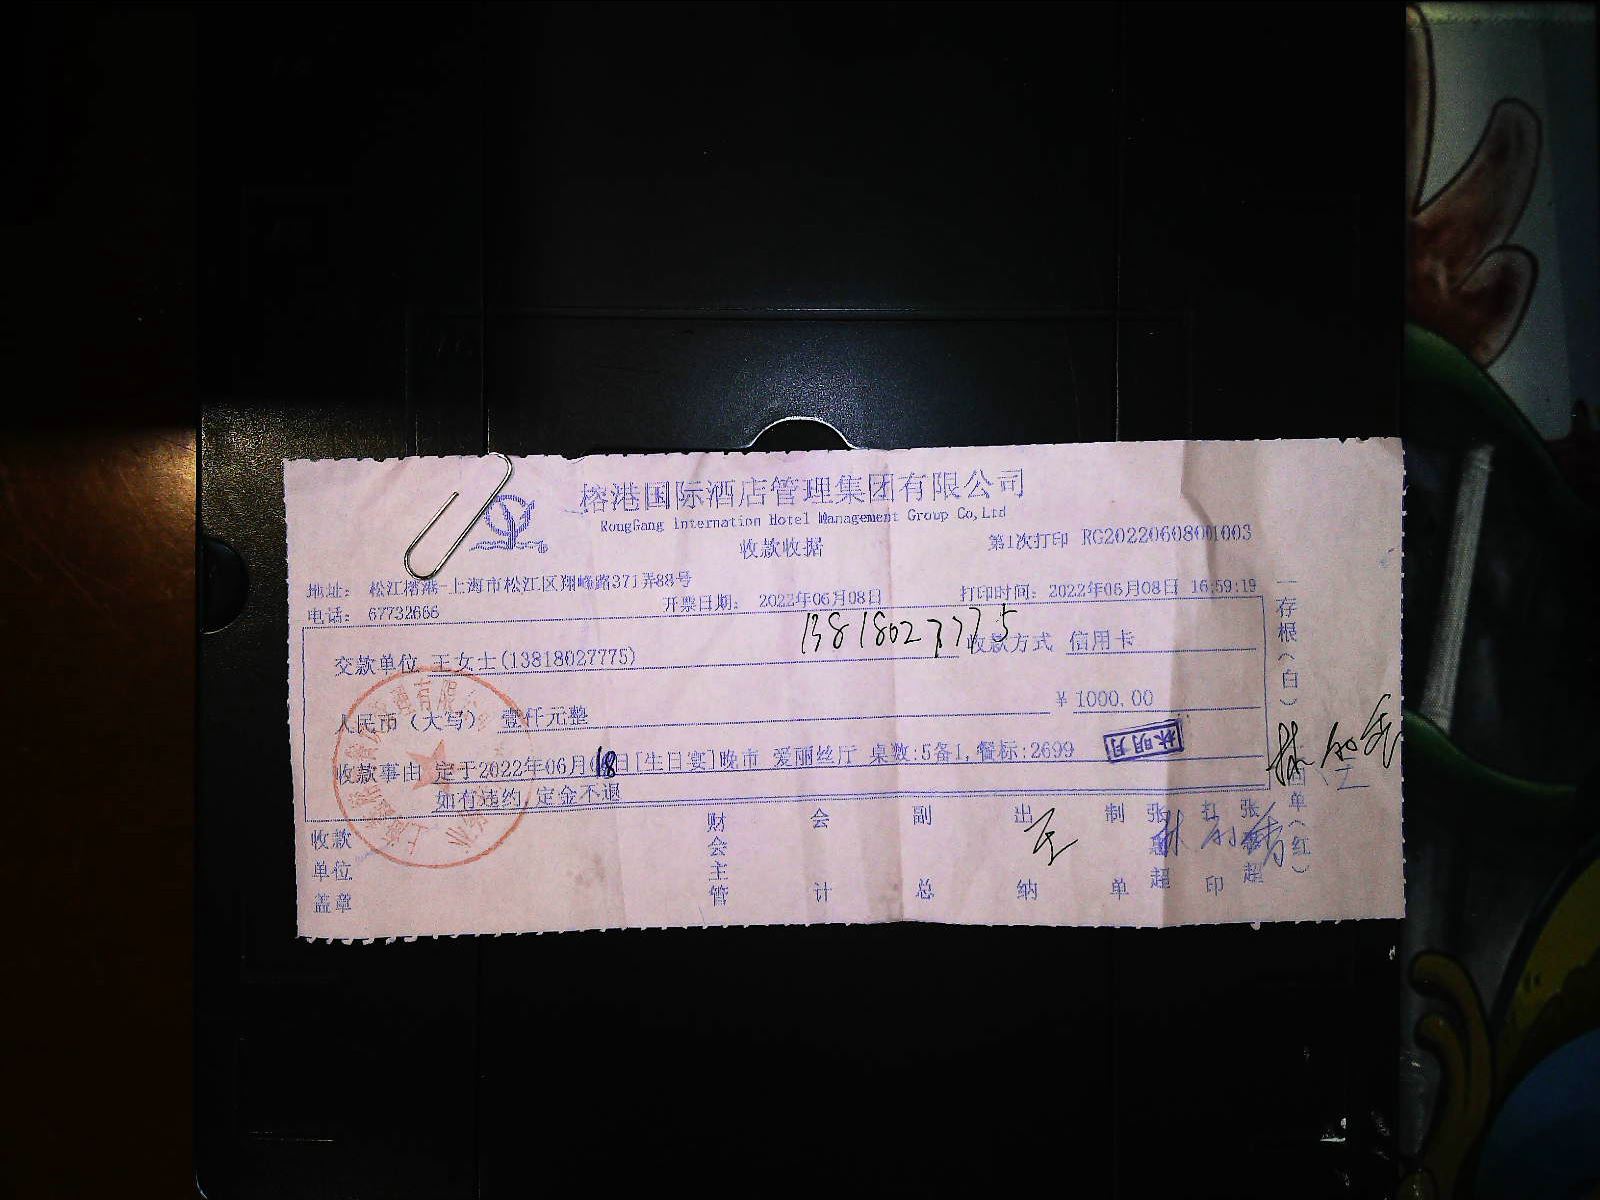 榕港国际酒店管理集团有限公司
RongGang Internation Hotel Management Group Co,Ltd
收款收据
第1次打印 RG20220608001003
地址： 松江榕港-上海市松江区翔峰路371弄88号
电话： 67732666
开票日期： 2022年06月08日
打印时间：2022年06月08日 16:59:19
13818027775
交款单位 王女士(13818027775)
收款方式 信用卡
人民币（大写） 壹仟元整
¥ 1000.00
收款事由 定于2022年06月18日[生日宴]晚市 爱丽丝厅 桌数:5备1,餐标:2699
如有违约,定金不退
林明月
一存根（白）
单（红）
收款单位盖章
财会主管
会计
副总
出纳
制单
打印